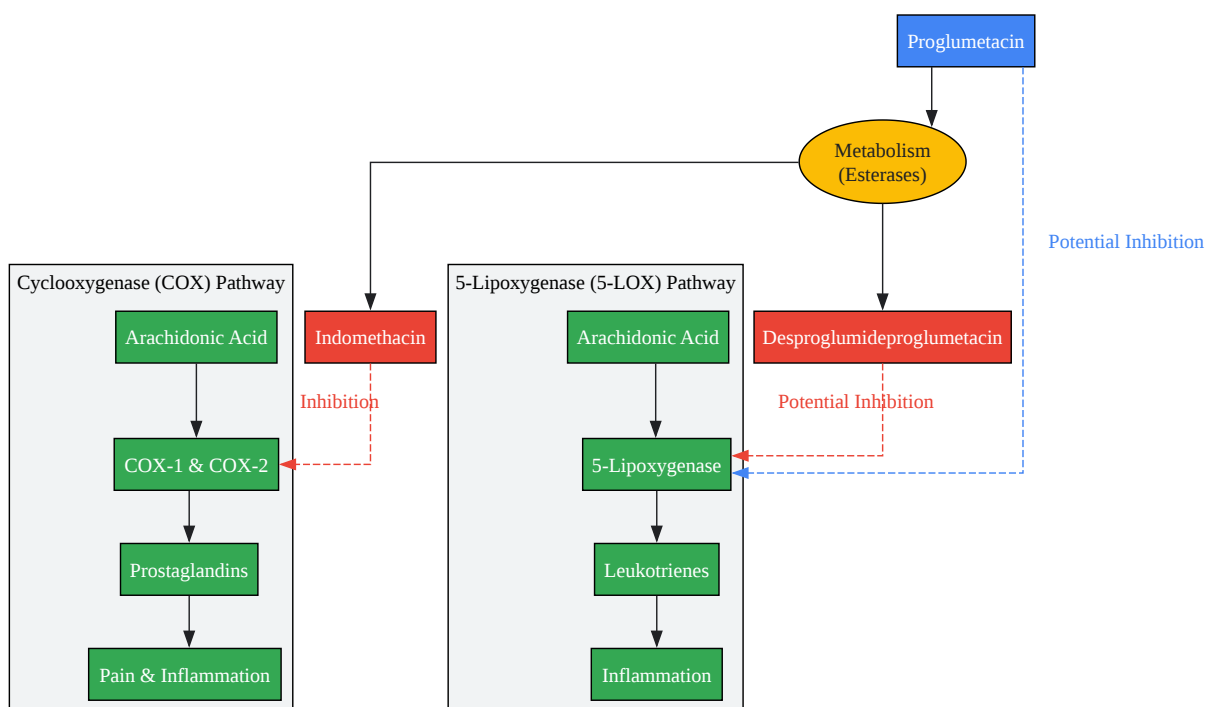 Proglumetacin
Metabolism
(Esterases)
Potential Inhibition
Cyclooxygenase (COX) Pathway
5-Lipoxygenase (5-LOX) Pathway
Arachidonic Acid
Indomethacin
Arachidonic Acid
Desproglumideproglumetacin
Inhibition
Potential Inhibition
COX-1 & COX-2
5-Lipoxygenase
Prostaglandins
Leukotrienes
Pain & Inflammation
Inflammation